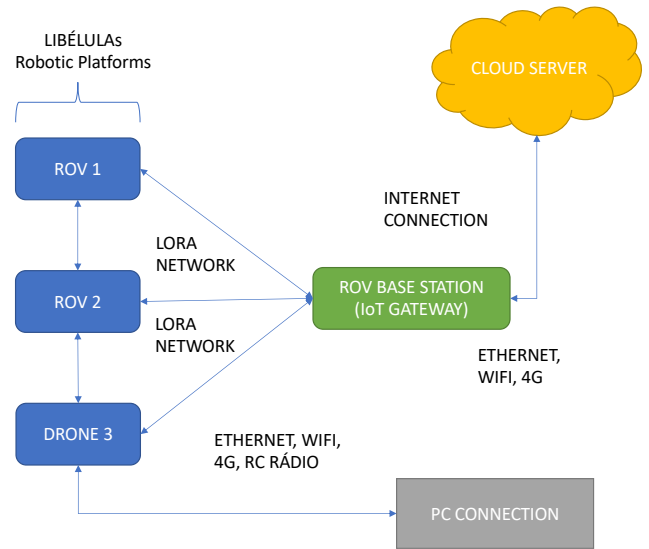 LIBÉLULAs
Robotic Platforms
CLOUD SERVER
ROV 1
INTERNET
CONNECTION
LORA
NETWORK
ROV 2
ROV BASE STATION
(IoT GATEWAY)
LORA
NETWORK
ETHERNET,
WIFI, 4G
DRONE 3
ETHERNET, WIFI,
4G, RC RÁDIO
PC CONNECTION